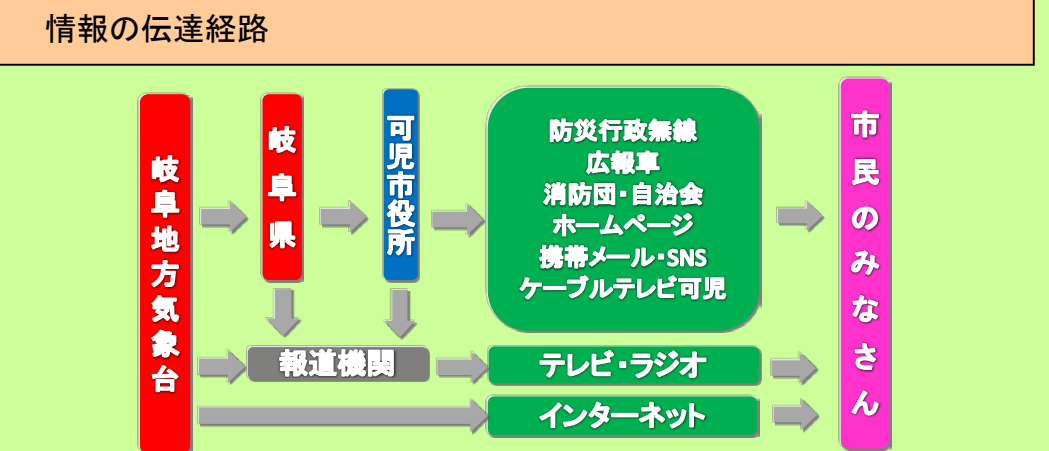 情報の伝達経路
岐阜地方気象台
岐阜県
可児市役所
防災行政無線
広報車
消防団・自治会
ホームページ
携帯メール・SNS
ケーブルテレビ可児
市民のみなさん
報道機関
テレビ・ラジオ
インターネット